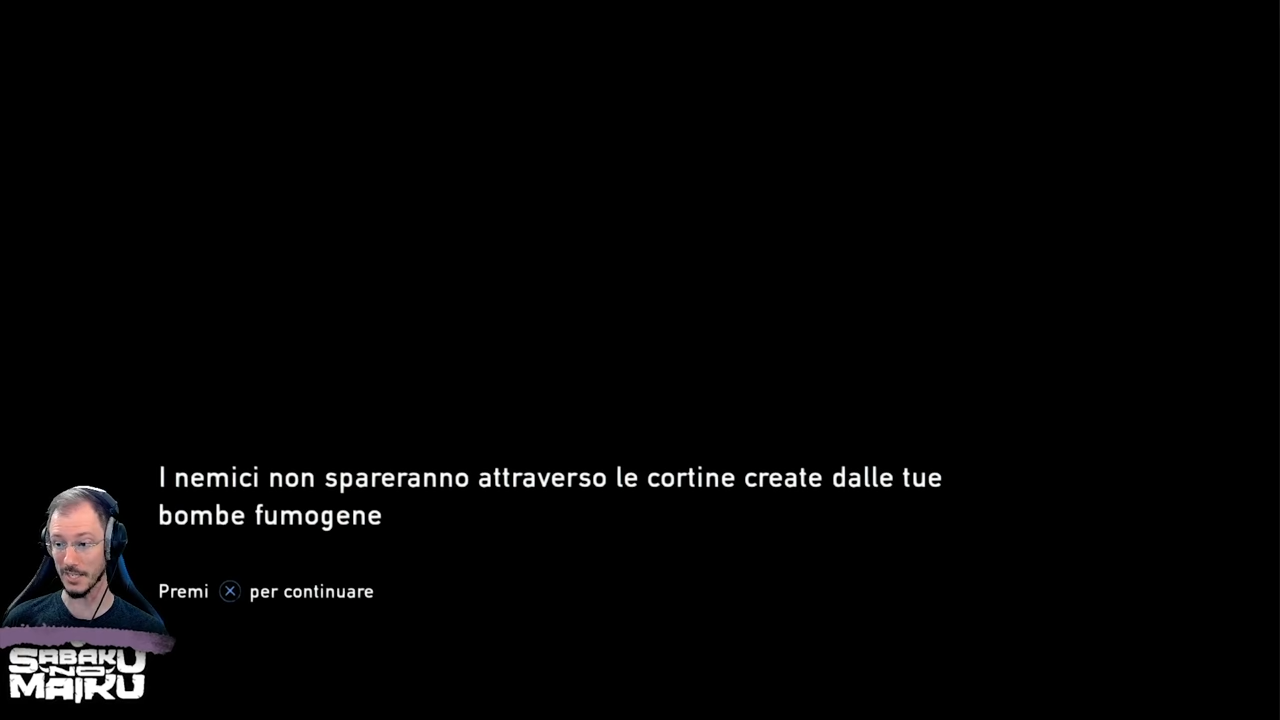 I nemici non spareranno attraverso le cortine create dalle tue
bombe fumogene
Premi ✕ per continuare
SABAKU
NO
MAIKU